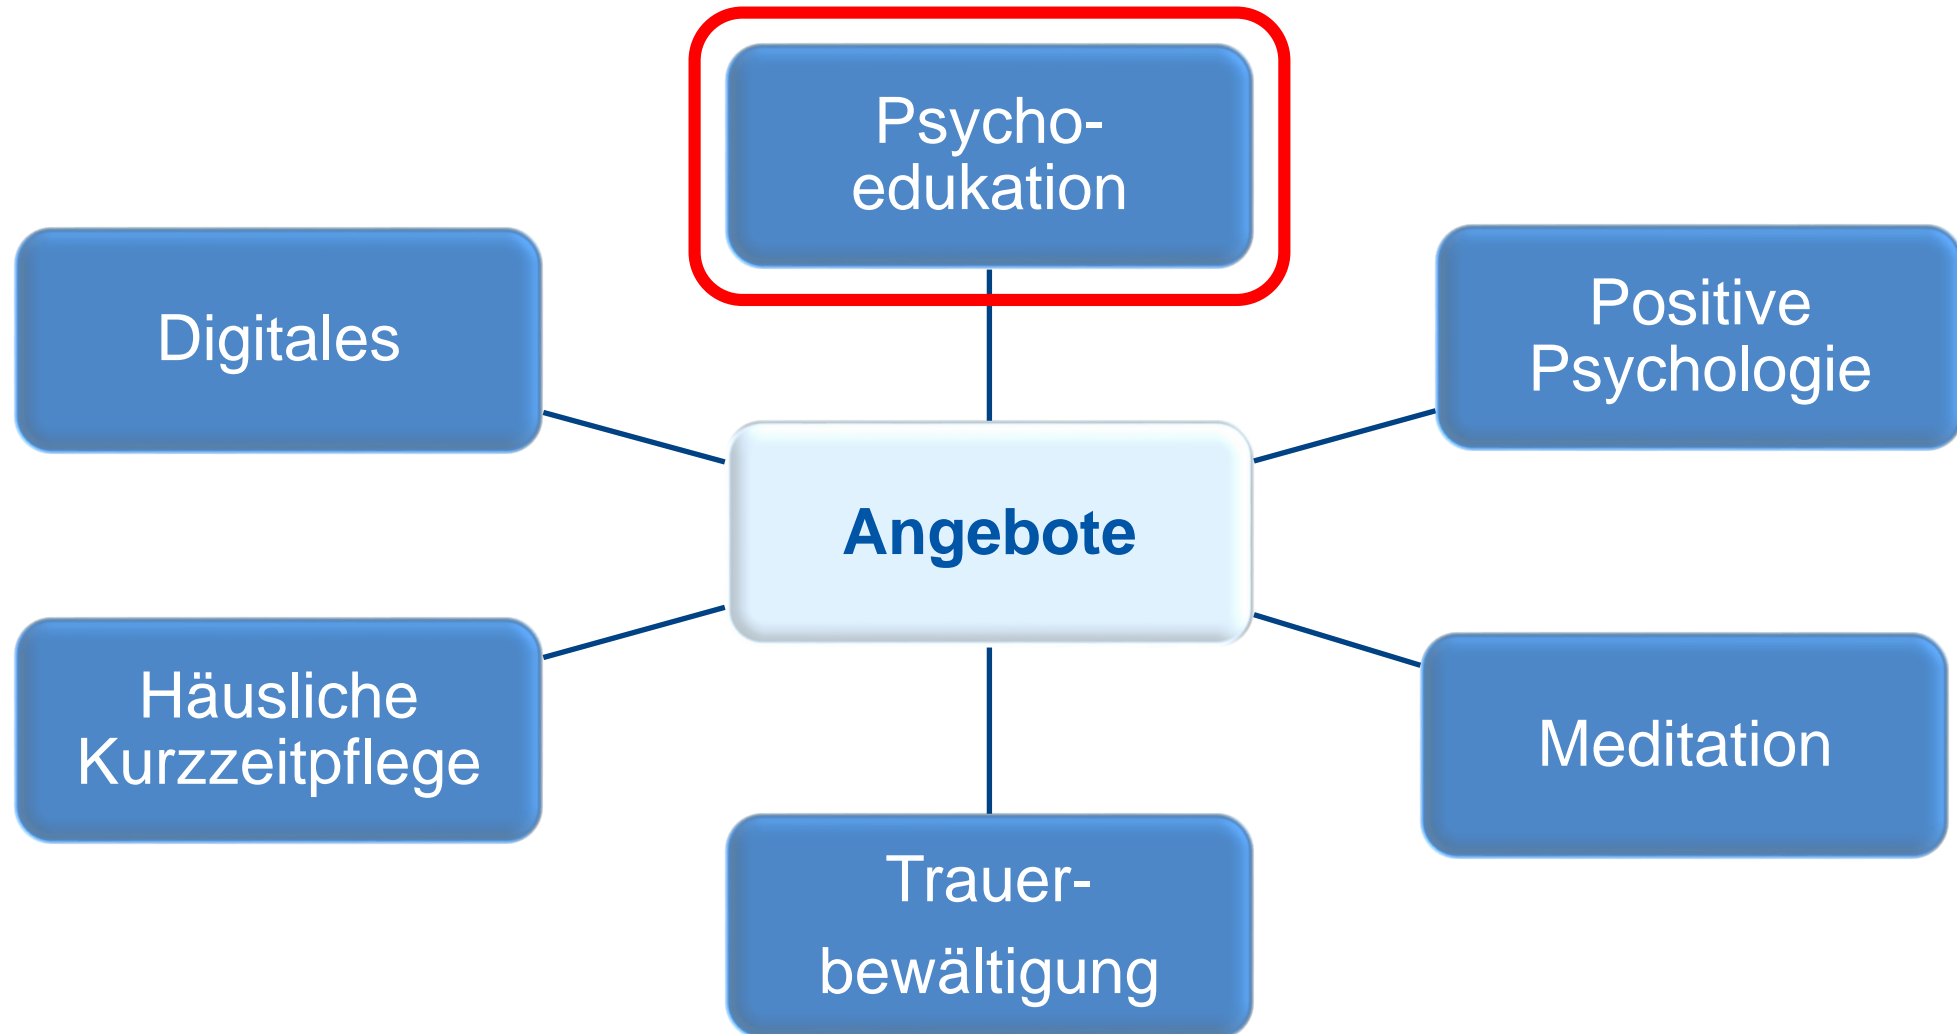 Psycho-
edukation
Digitales
Positive
Psychologie
Angebote
Häusliche
Kurzzeitpflege
Meditation
Trauer-
bewältigung